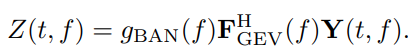 Z(t, f) = g_BAN(f) F_GEV^H(f) Y(t, f).